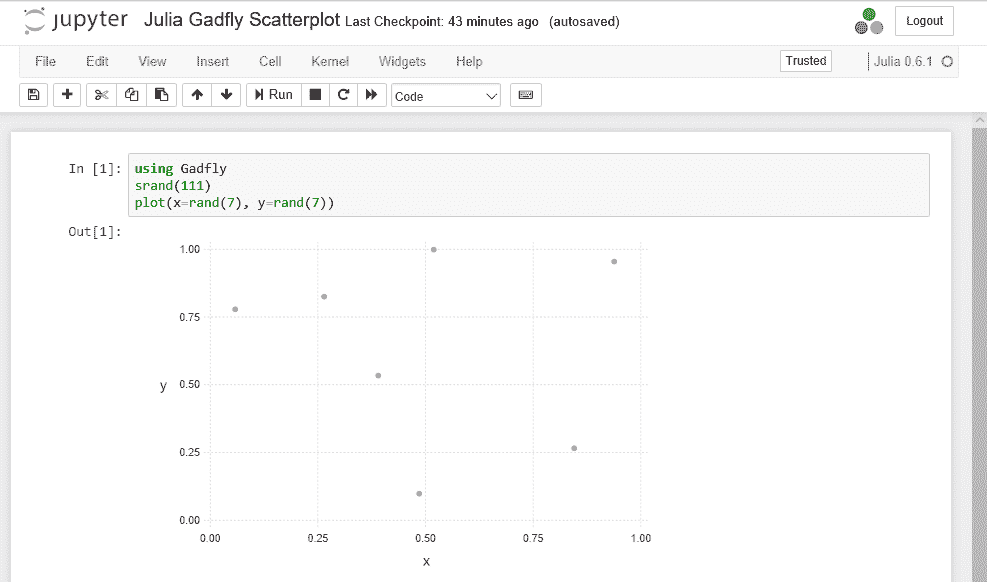 jupyter Julia Gadfly Scatterplot Last Checkpoint: 43 minutes ago (autosaved) Logout
File Edit View Insert Cell Kernel Widgets Help Trusted Julia 0.6.1
Run Code
In [1]: using Gadfly
srand(111)
plot(x=rand(7), y=rand(7))
Out[1]:
1.00
0.75
y 0.50
0.25
0.00
0.00 0.25 0.50 0.75 1.00
x